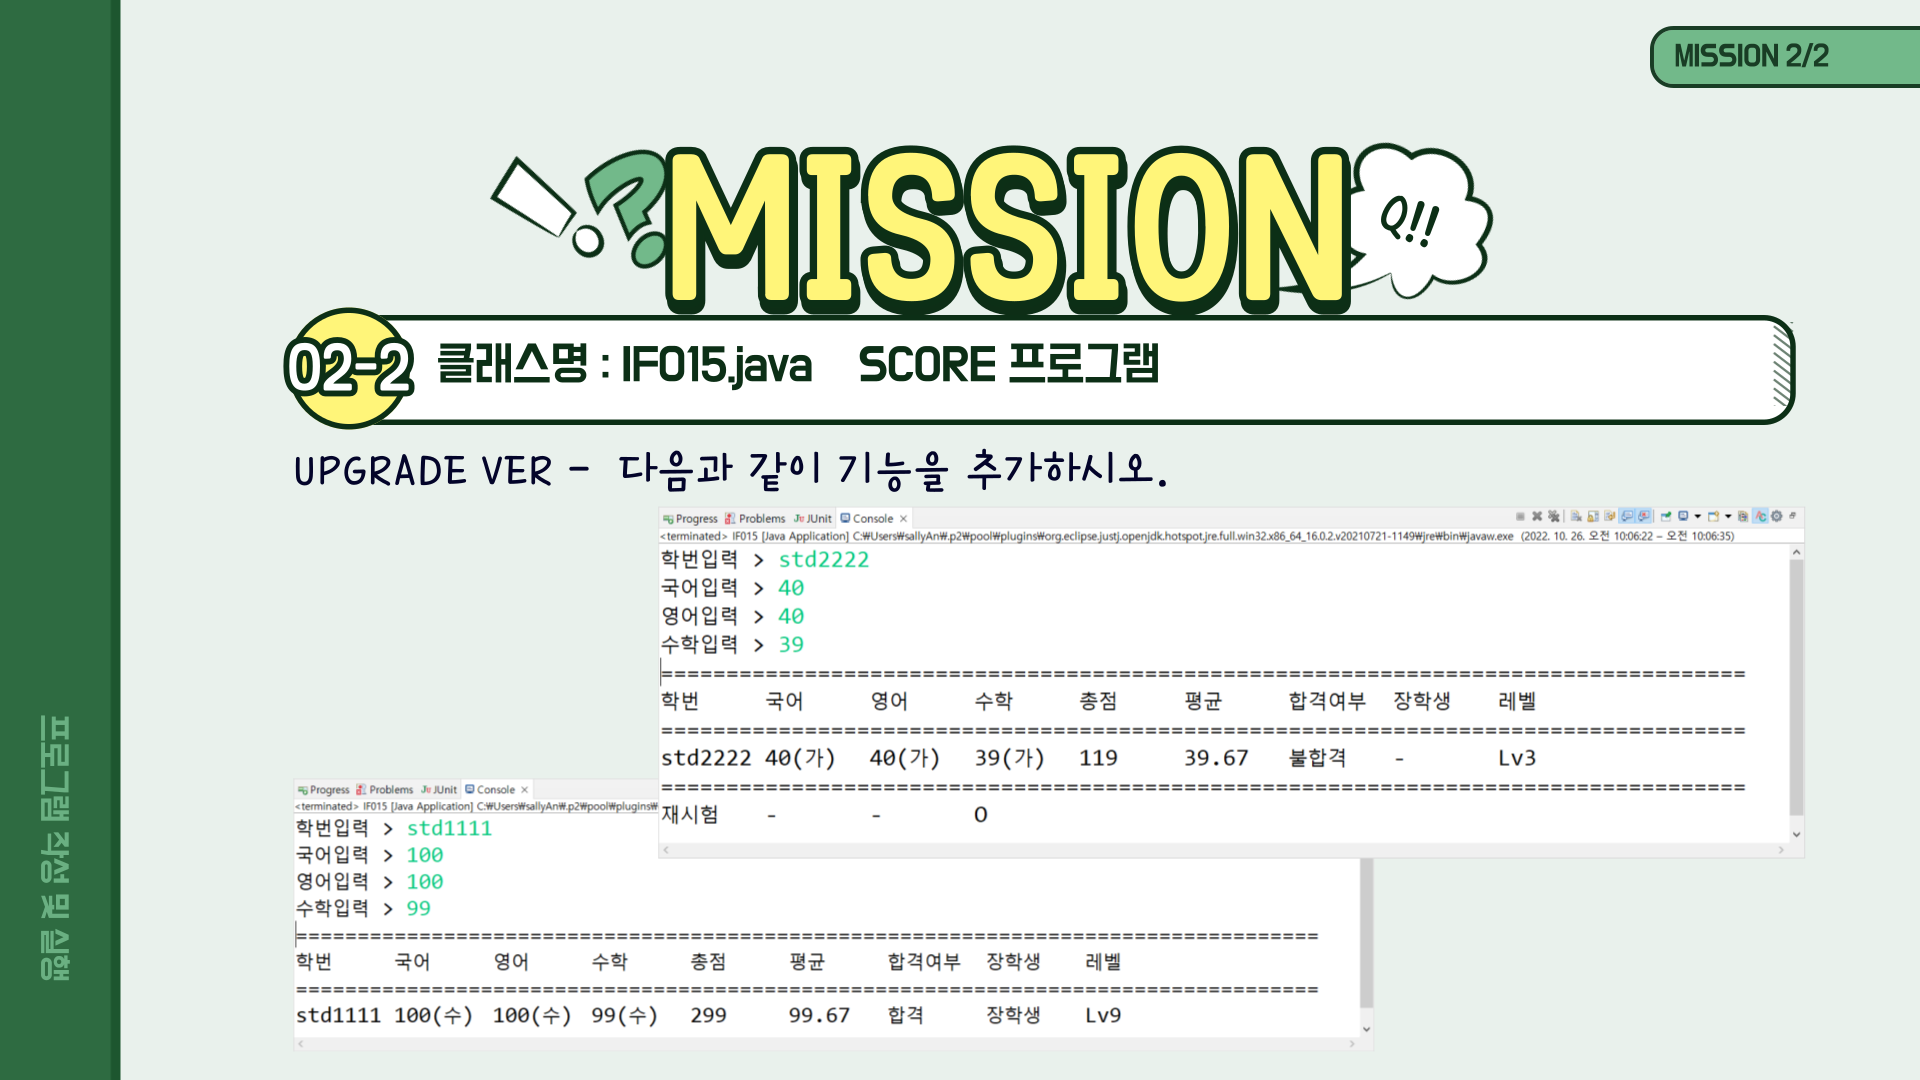 MISSION 2/2
MISSION
Q!!
02-2
클래스명 : IF015.java SCORE 프로그램
UPGRADE VER - 다음과 같이 기능을 추가하시오.
Progress Problems JUnit Console
<terminated> IF015 [Java Application] C:₩Users₩sallyAn₩.p2₩pool₩plugins₩org.eclipse.justj.openjdk.hotspot.jre.full.win32.x86_64_16.0.2.v20210721-1149₩jre₩bin₩javaw.exe (2022. 10. 26. 오전 10:06:22 – 오전 10:06:35)
학번입력 > std2222
국어입력 > 40
영어입력 > 40
수학입력 > 39
===================================================================================
학번 국어 영어 수학 총점 평균 합격여부 장학생 레벨
===================================================================================
std2222 40(가) 40(가) 39(가) 119 39.67 불합격 - Lv3
===================================================================================
재시험 - - O
Progress Problems JUnit Console
<terminated> IF015 [Java Application] C:₩Users₩sallyAn₩.p2₩pool₩plugins₩
학번입력 > std1111
국어입력 > 100
영어입력 > 100
수학입력 > 99
===================================================================================
학번 국어 영어 수학 총점 평균 합격여부 장학생 레벨
===================================================================================
std1111 100(수) 100(수) 99(수) 299 99.67 합격 장학생 Lv9
프로그램 작성 및 실행